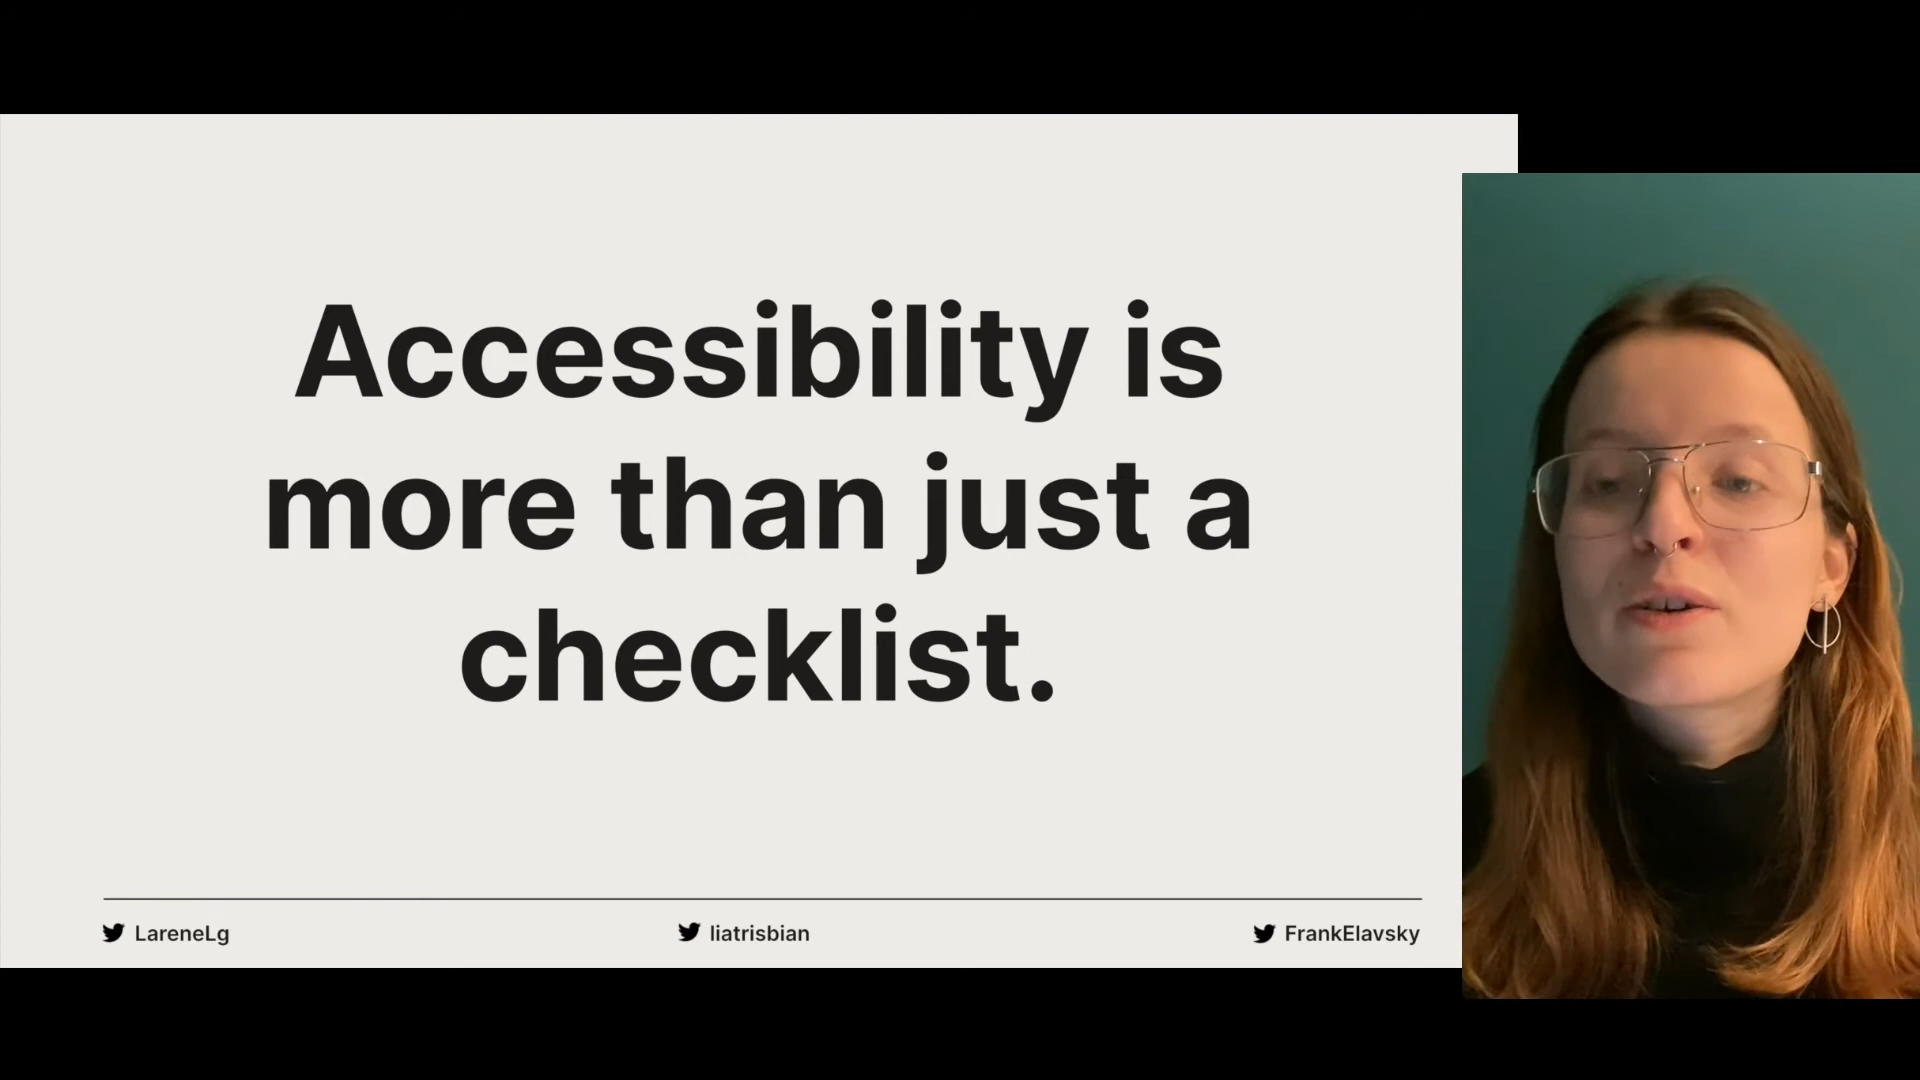 Accessibility is
more than just a
checklist.
LareneLg
liatrisbian
FrankElavsky